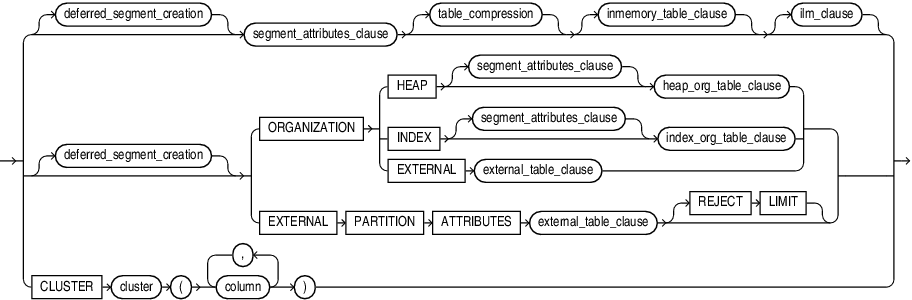 deferred_segment_creation table_compression inmemory_table_clause ilm_clause
segment_attributes_clause
segment_attributes_clause
HEAP heap_org_table_clause
segment_attributes_clause
ORGANIZATION
INDEX index_org_table_clause
deferred_segment_creation
EXTERNAL external_table_clause
REJECT LIMIT
EXTERNAL PARTITION ATTRIBUTES external_table_clause
,
CLUSTER cluster ( column )